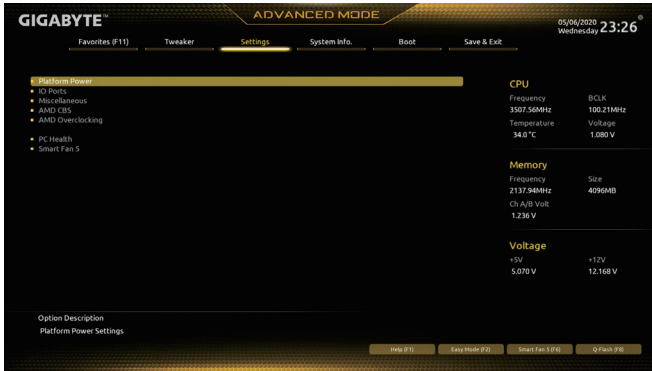 GIGABYTE™
ADVANCED MODE
05/06/2020
Wednesday 23:26
Favorites (F11) Tweaker Settings System Info. Boot Save & Exit
Platform Power
IO Ports
Miscellaneous
AMD CBS
AMD Overclocking
PC Health
Smart Fan 5
CPU
Frequency BCLK
3507.56MHz 100.21MHz
Temperature Voltage
34.0 °C 1.080 V
Memory
Frequency Size
2137.94MHz 4096MB
Ch A/B Volt
1.236 V
Voltage
+5V +12V
5.070 V 12.168 V
Option Description
Platform Power Settings
Help (F1) Easy Mode (F2) Smart Fan 5 (F6) Q-Flash (F8)